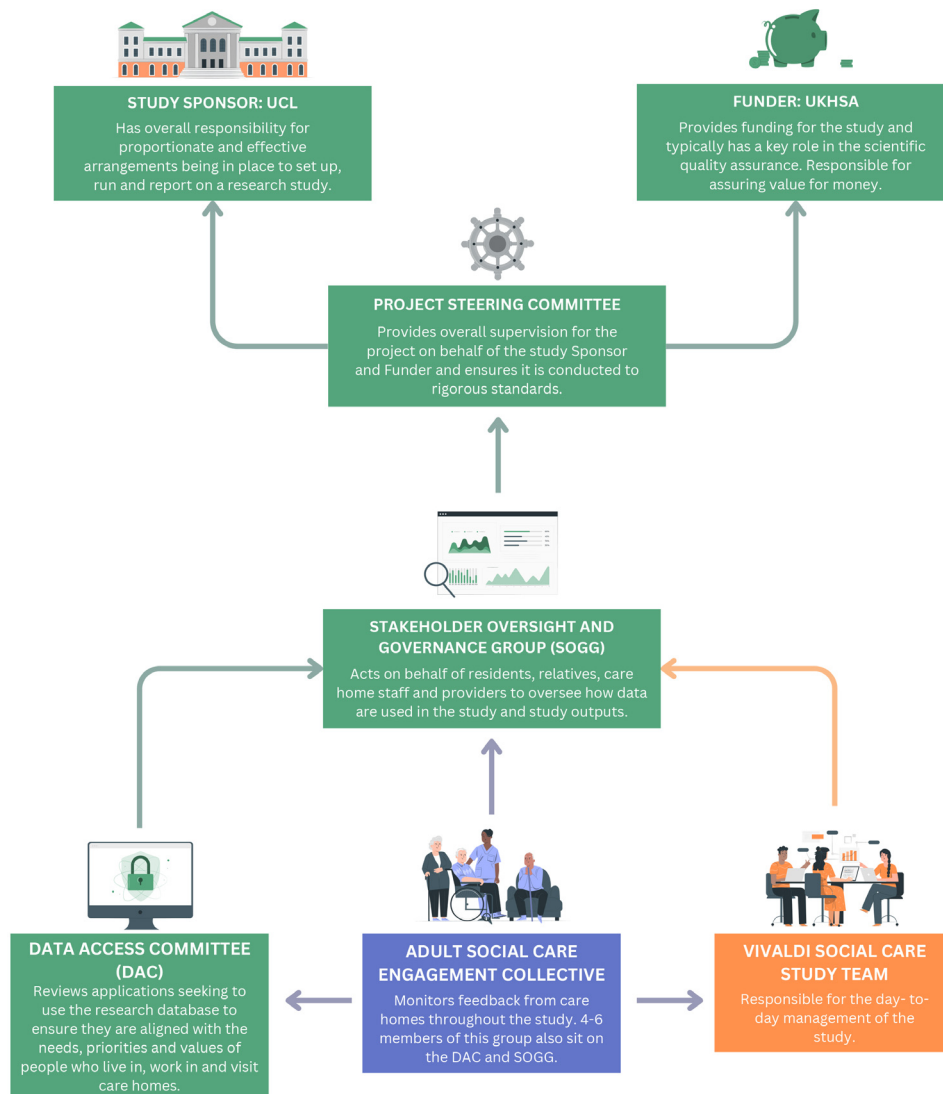 STUDY SPONSOR: UCL
Has overall responsibility for
proportionate and effective
arrangements being in place to set up,
run and report on a research study.
FUNDER: UKHSA
Provides funding for the study and
typically has a key role in the scientific
quality assurance. Responsible for
assuring value for money.
PROJECT STEERING COMMITTEE
Provides overall supervision for the
project on behalf of the study Sponsor
and Funder and ensures it is conducted to
rigorous standards.
STAKEHOLDER OVERSIGHT AND
GOVERNANCE GROUP (SOGG)
Acts on behalf of residents, relatives, care
home staff and providers to oversee how data
are used in the study and study outputs.
DATA ACCESS COMMITTEE
(DAC)
Reviews applications seeking to
use the research database to
ensure they are aligned with the
needs, priorities and values of
people who live in, work in and visit
care homes.
ADULT SOCIAL CARE
ENGAGEMENT COLLECTIVE
Monitors feedback from care
homes throughout the study. 4-6
members of this group also sit on
the DAC and SOGG.
VIVALDI SOCIAL CARE
STUDY TEAM
Responsible for the day- to-
day management of the
study.